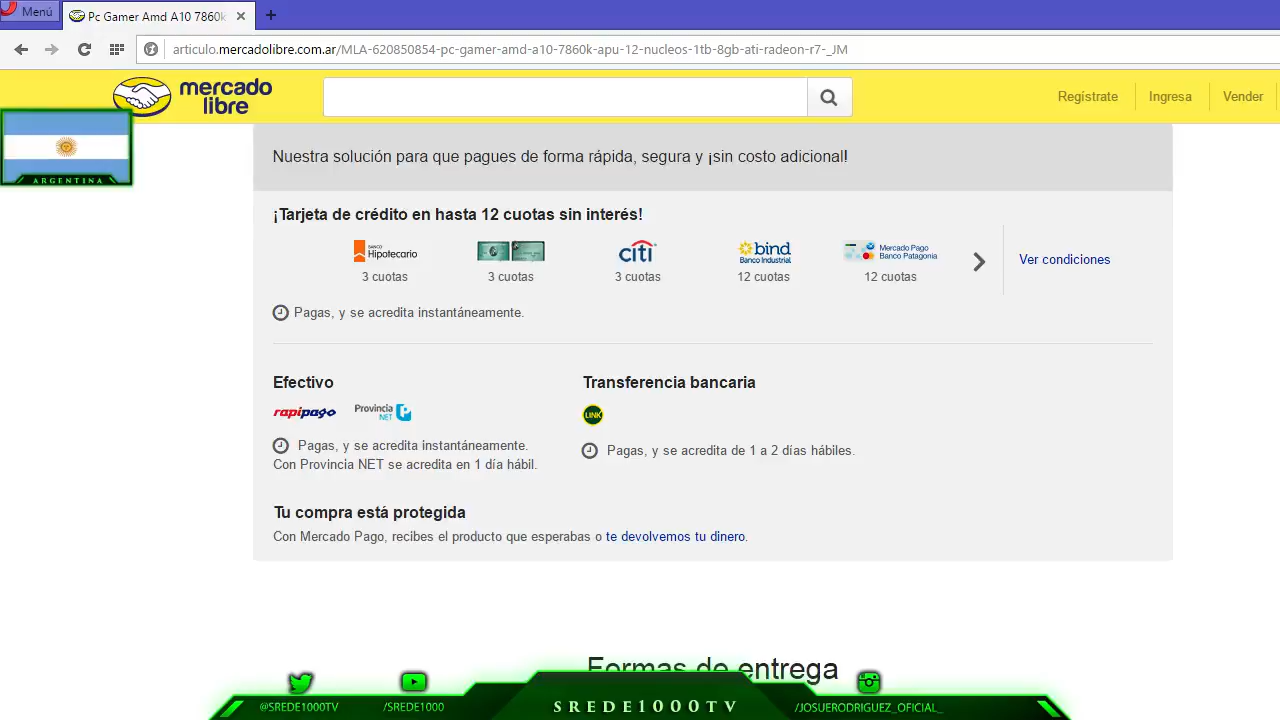 Menú
Pc Gamer Amd A10 7860k
articulo.mercadolibre.com.ar/MLA-620850854-pc-gamer-amd-a10-7860k-apu-12-nucleos-1tb-8gb-ati-radeon-r7-_JM
mercado
libre
Regístrate
Ingresa
Vender
ARGENTINA
Nuestra solución para que pagues de forma rápida, segura y ¡sin costo adicional!
¡Tarjeta de crédito en hasta 12 cuotas sin interés!
BANCO
Hipotecario
citi
bind
Banco Industrial
Mercado Pago
Banco Patagonia
3 cuotas
3 cuotas
3 cuotas
12 cuotas
12 cuotas
Ver condiciones
Pagas, y se acredita instantáneamente.
Efectivo
rapipago
Provincia
NET
Pagas, y se acredita instantáneamente.
Con Provincia NET se acredita en 1 día hábil.
Transferencia bancaria
LINK
Pagas, y se acredita de 1 a 2 días hábiles.
Tu compra está protegida
Con Mercado Pago, recibes el producto que esperabas o te devolvemos tu dinero.
Formas de entrega
@SREDE1000TV
/SREDE1000
SREDE1000TV
/JOSUERODRIGUEZ_OFICIAL_